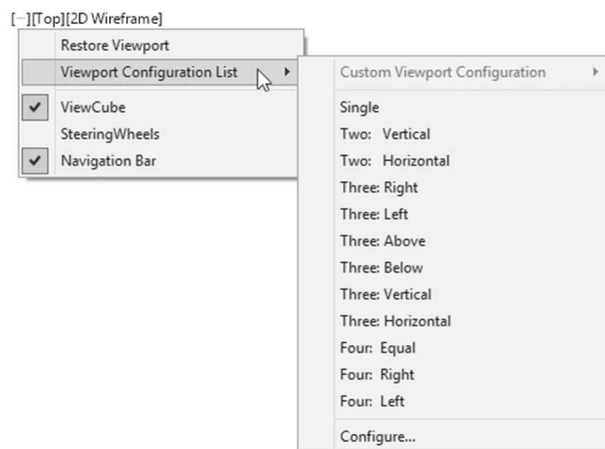 [−][Top][2D Wireframe]
Restore Viewport
Viewport Configuration List
ViewCube
SteeringWheels
Navigation Bar
Custom Viewport Configuration
Single
Two: Vertical
Two: Horizontal
Three: Right
Three: Left
Three: Above
Three: Below
Three: Vertical
Three: Horizontal
Four: Equal
Four: Right
Four: Left
Configure...